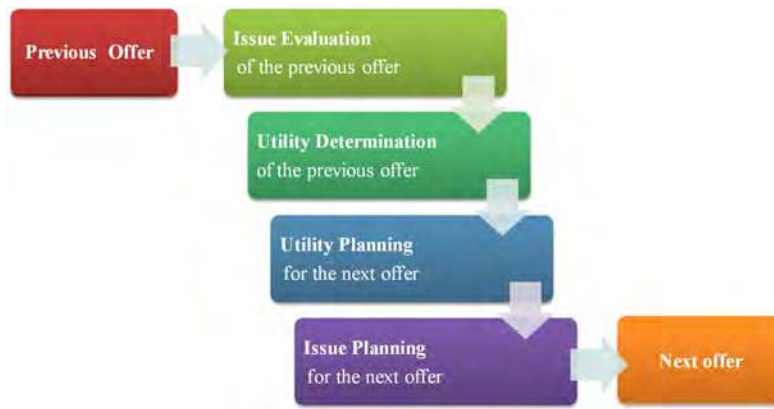 Previous Offer
Issue Evaluation
of the previous offer
Utility Determination
of the previous offer
Utility Planning
for the next offer
Issue Planning
for the next offer
Next offer